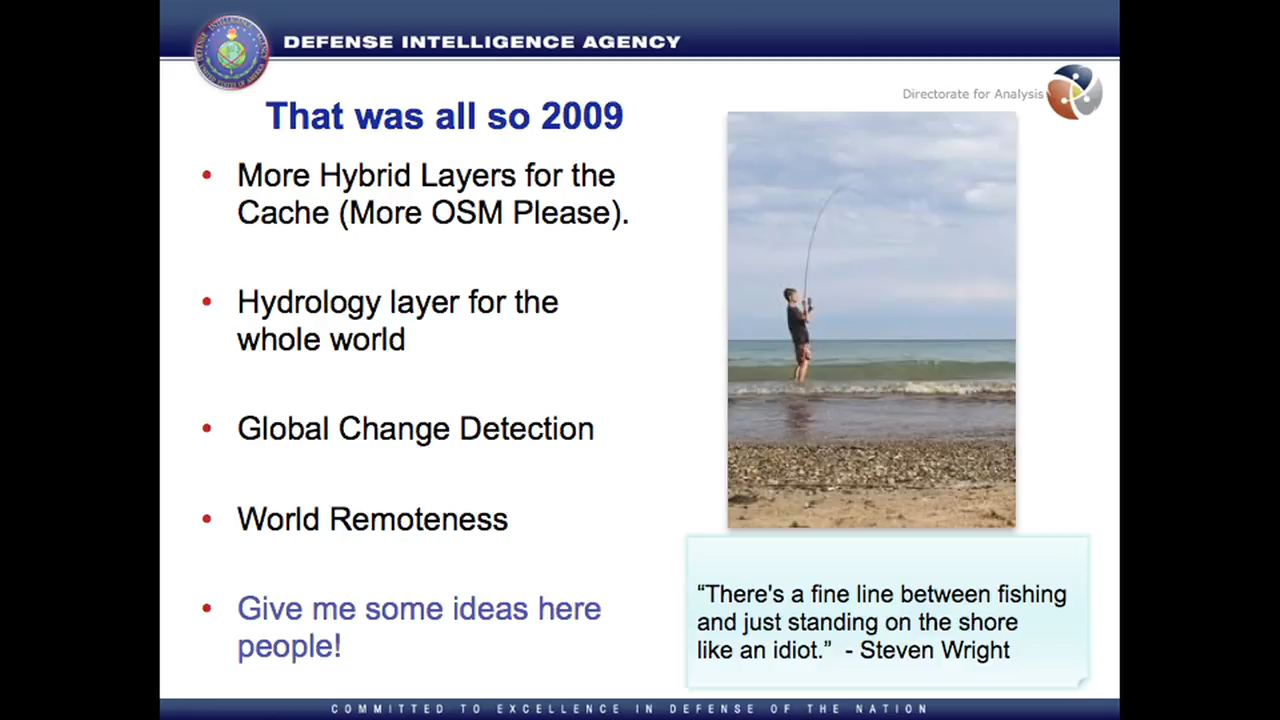 DEFENSE INTELLIGENCE AGENCY
Directorate for Analysis
That was all so 2009
• More Hybrid Layers for the
Cache (More OSM Please).
• Hydrology layer for the
whole world
• Global Change Detection
• World Remoteness
• Give me some ideas here
people!
“There's a fine line between fishing
and just standing on the shore
like an idiot.” - Steven Wright
COMMITTED TO EXCELLENCE IN DEFENSE OF THE NATION